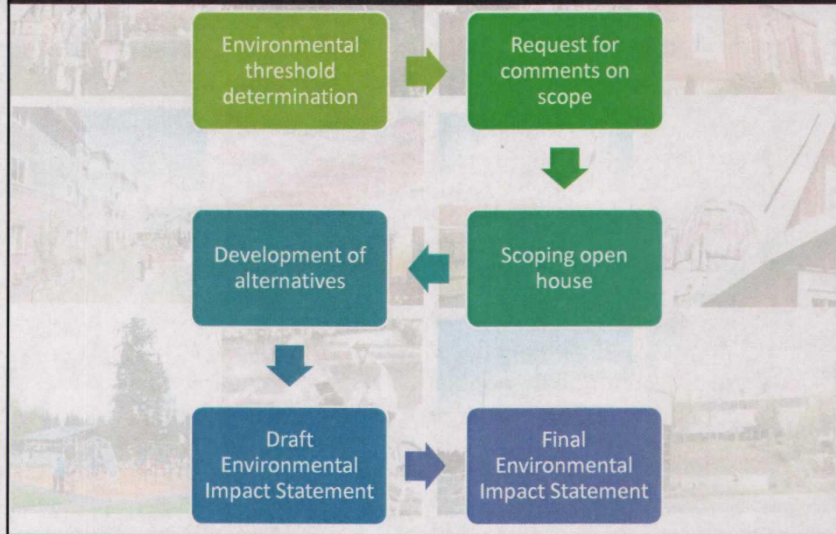 Environmental
threshold
determination
Request for
comments on
scope
Scoping open
house
Development of
alternatives
Draft
Environmental
Impact Statement
Final
Environmental
Impact Statement